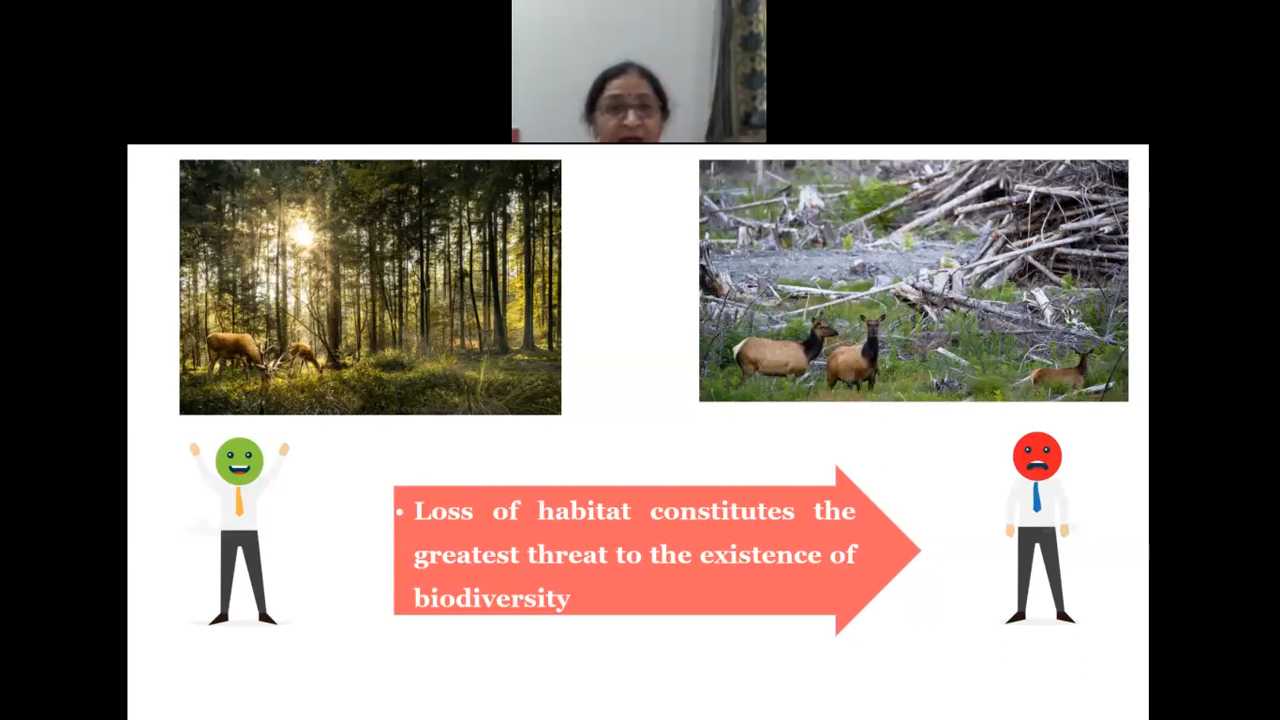 • Loss of habitat constitutes the
greatest threat to the existence of
biodiversity